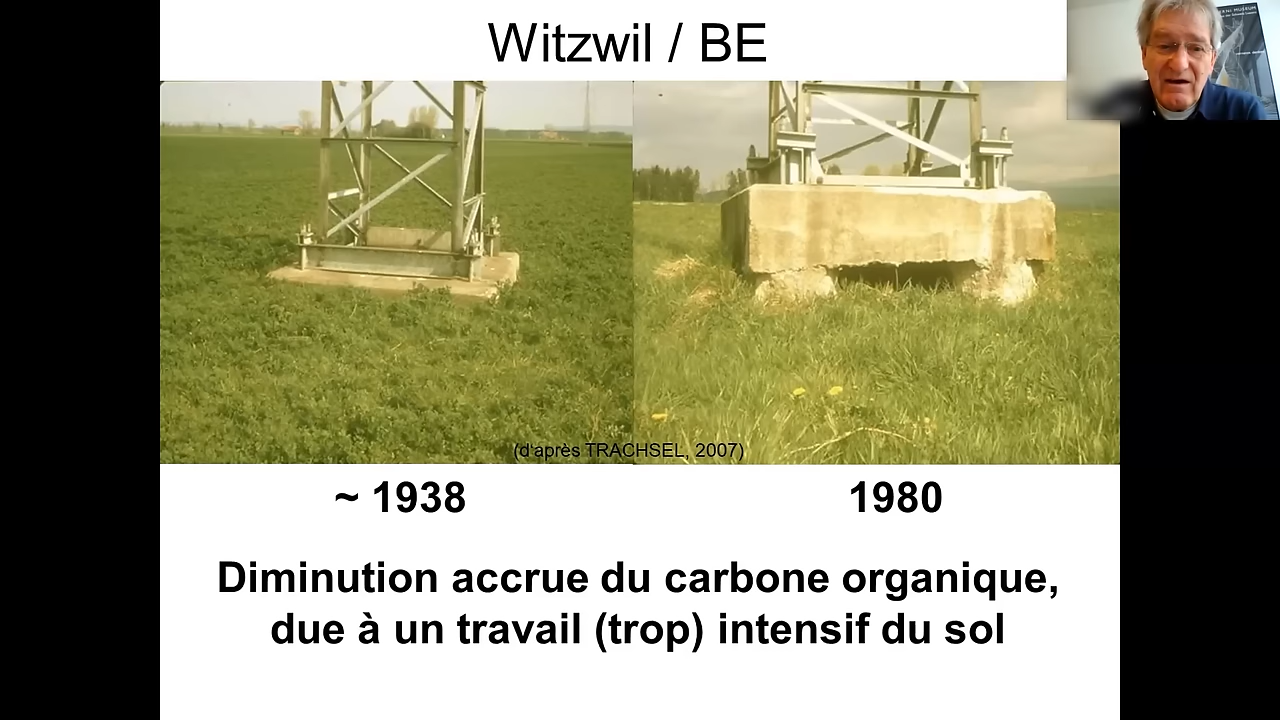 Witzwil / BE
(d'après TRACHSEL, 2007)
~ 1938
1980
Diminution accrue du carbone organique,
due à un travail (trop) intensif du sol